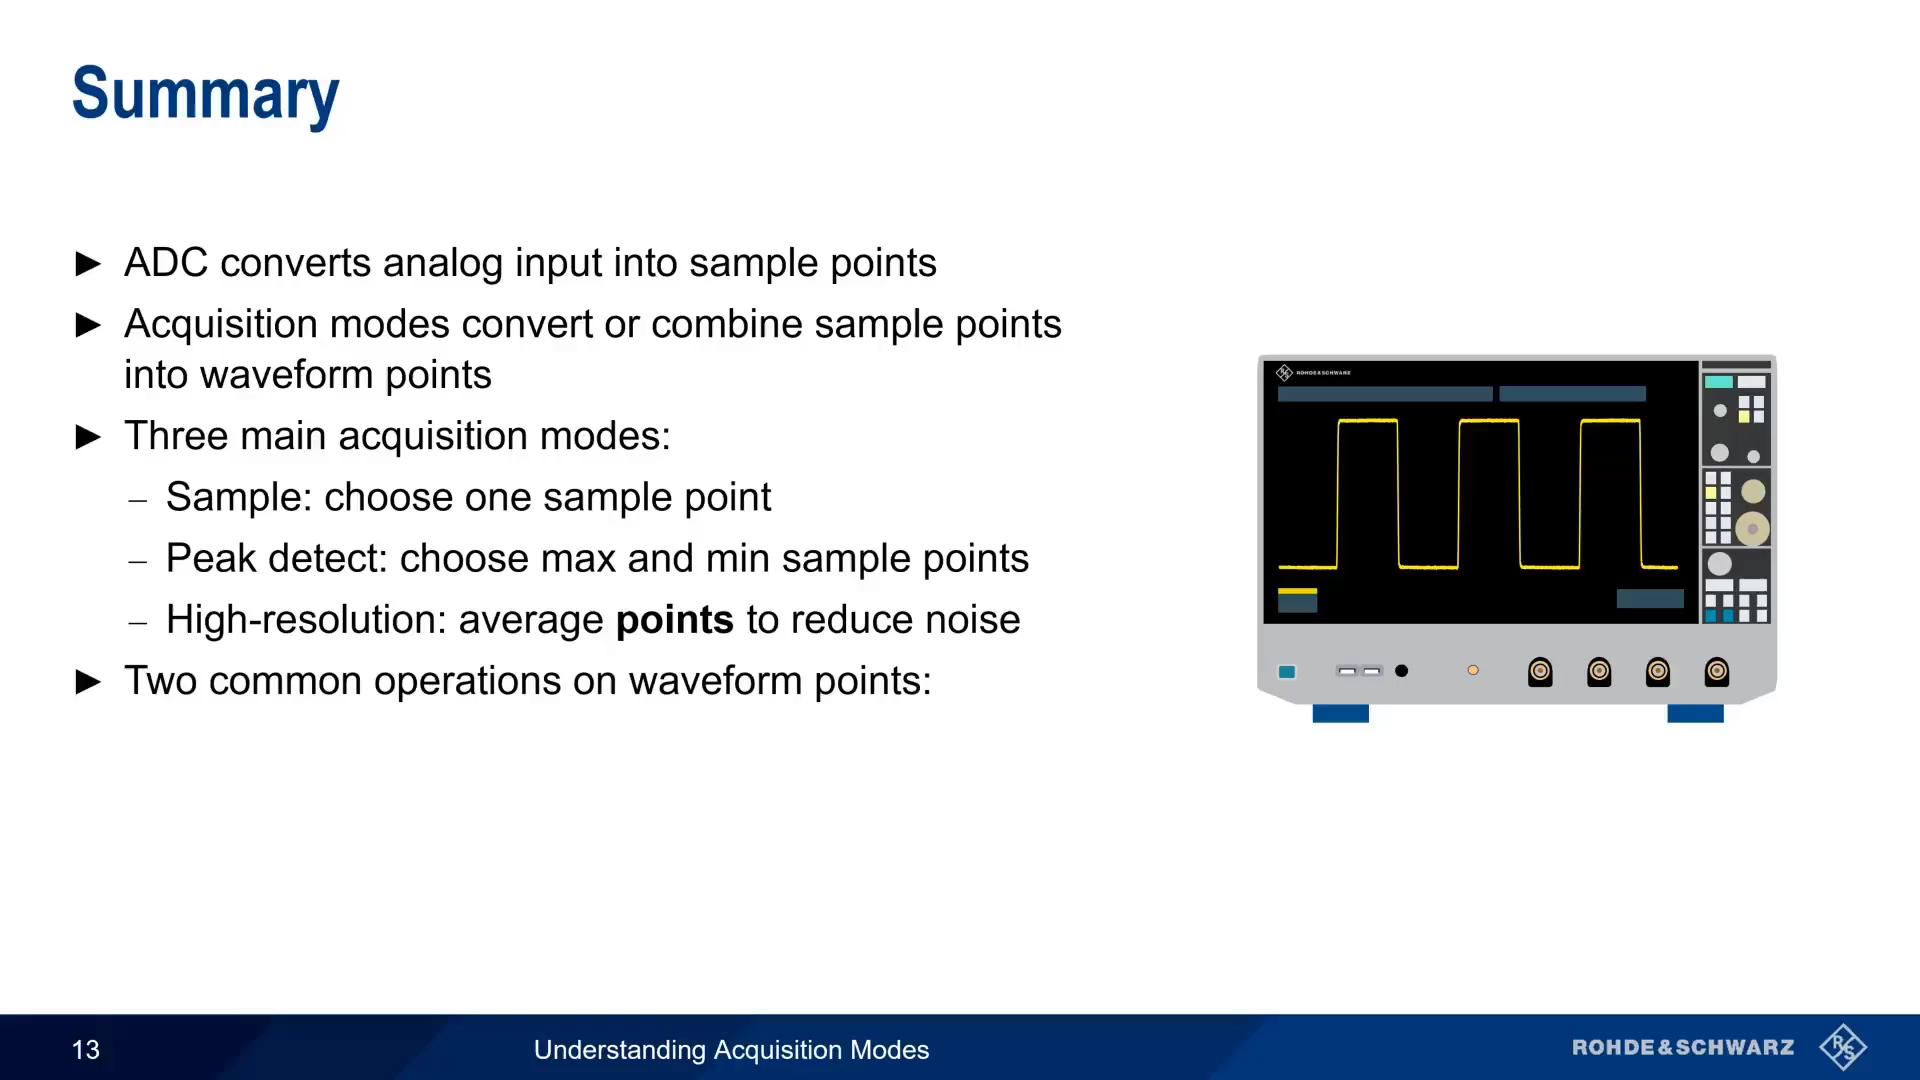 Summary
► ADC converts analog input into sample points
► Acquisition modes convert or combine sample points
into waveform points
► Three main acquisition modes:
– Sample: choose one sample point
– Peak detect: choose max and min sample points
– High-resolution: average points to reduce noise
► Two common operations on waveform points:
ROHDE&SCHWARZ
13
Understanding Acquisition Modes
ROHDE&SCHWARZ